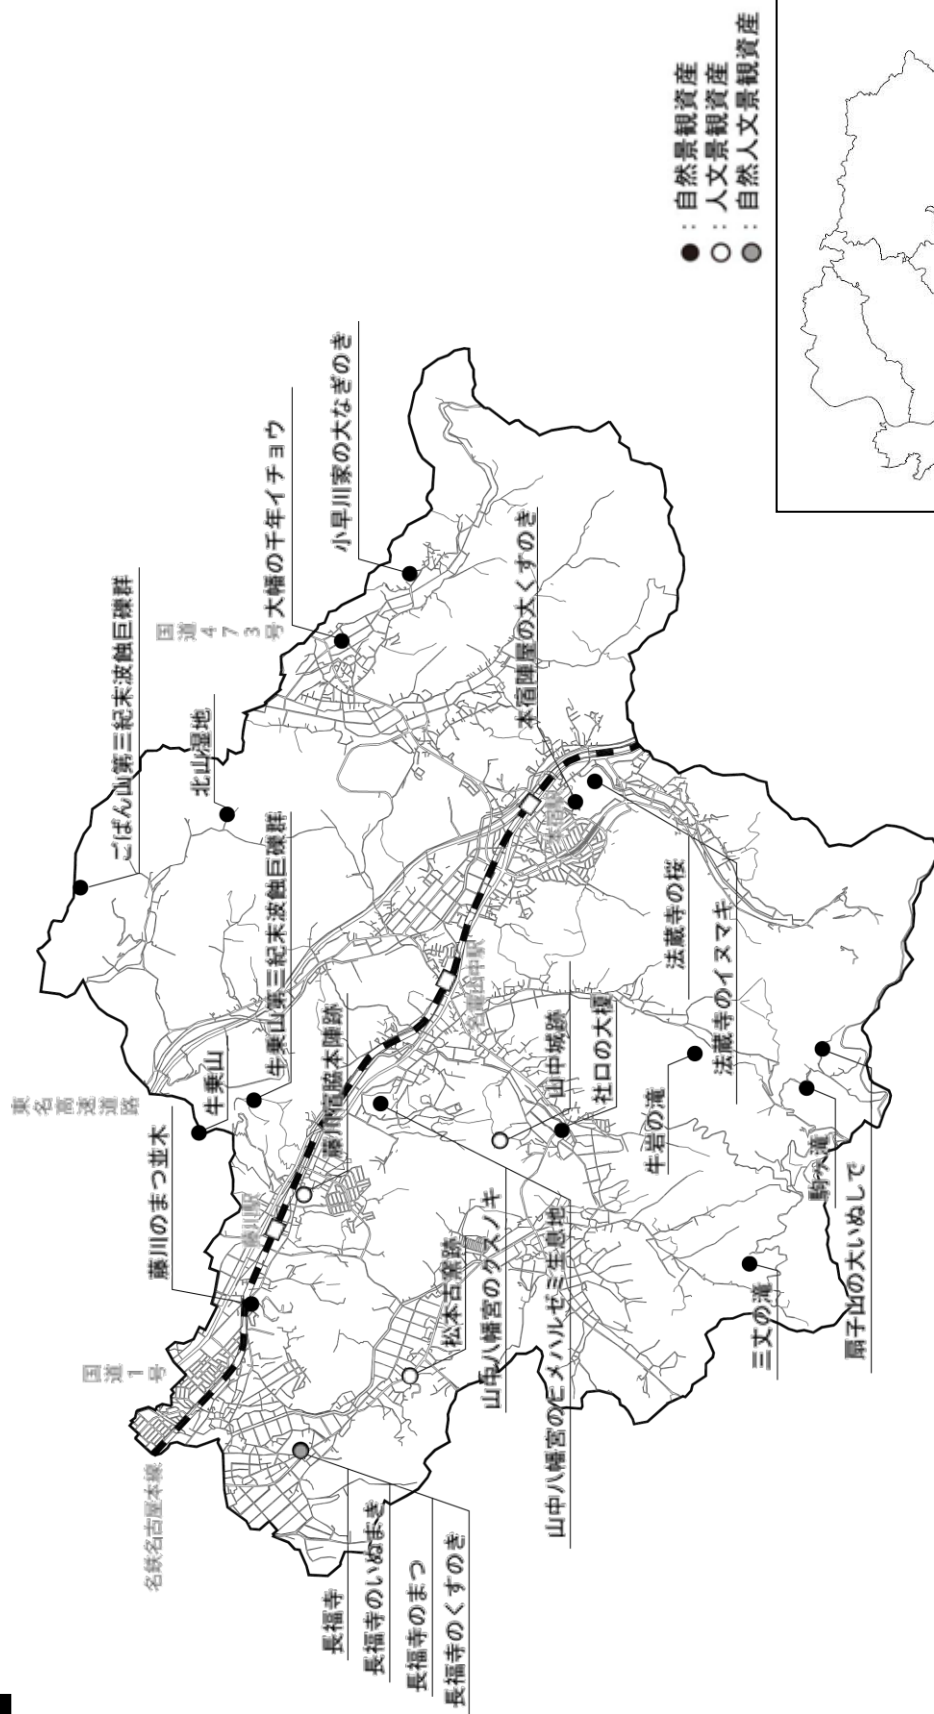 ●：自然景観資産
○：人文景観資産
●：自然人文景観資産
小早川家の大なぎのき
大幡の千年イチョウ
国道473号
ごばん山第三紀末波蝕巨礫群
北山湿地
本宿陣屋の大くすのき
本宿駅
牛乗山第三紀末波蝕巨礫群
東名高速道路
牛乗山
藤川のまつ並木
藤川宿脇本陣跡
藤川駅
名電山中駅
法蔵寺の桜
法蔵寺のイヌマキ
山中城跡
社口の大榎
牛岩の滝
駒ヶ滝
扇子山の大いぬしで
三丈の滝
松本古窯跡
山中八幡宮のクスノキ
山中八幡宮のヒメハルゼミ生息地
国道1号
名鉄名古屋本線
長福寺
長福寺のいぬまき
長福寺のまつ
長福寺のくすのき